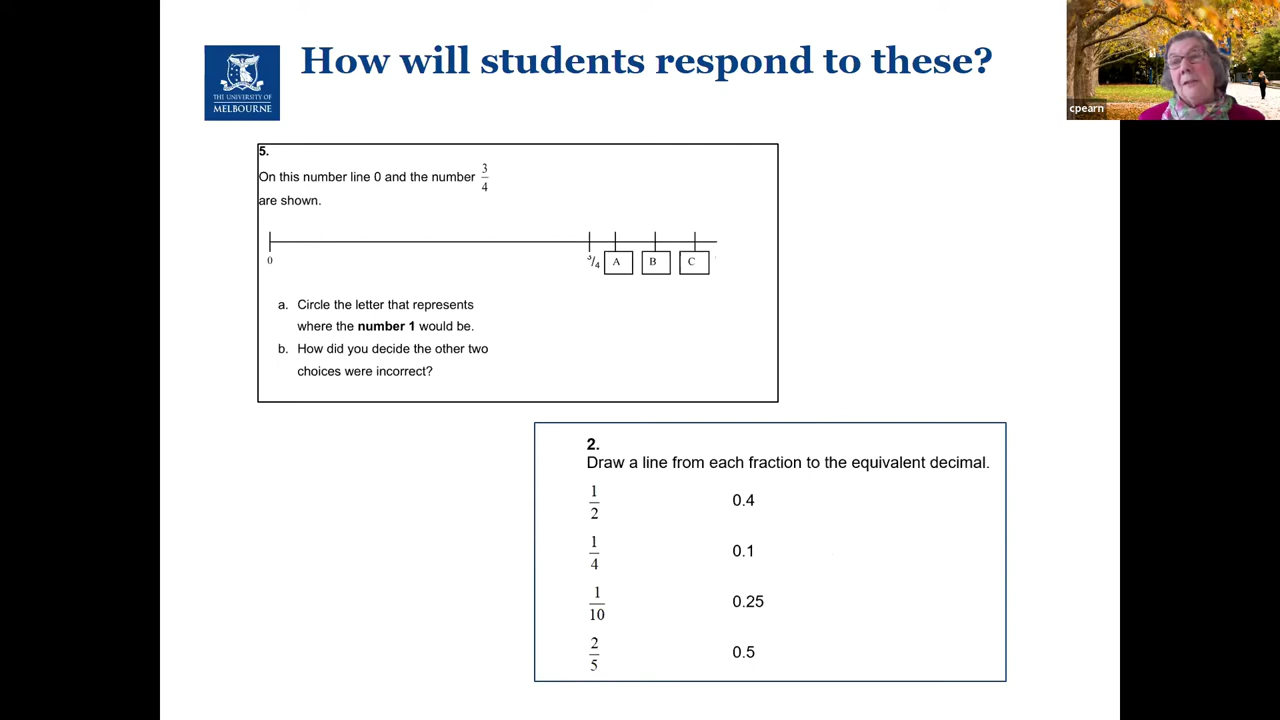 How will students respond to these?
THE UNIVERSITY OF
MELBOURNE
cpearn
5.
On this number line 0 and the number 3/4
are shown.
0 3/4 A B C
a. Circle the letter that represents
where the number 1 would be.
b. How did you decide the other two
choices were incorrect?
2.
Draw a line from each fraction to the equivalent decimal.
1/2 0.4
1/4 0.1
1/10 0.25
2/5 0.5